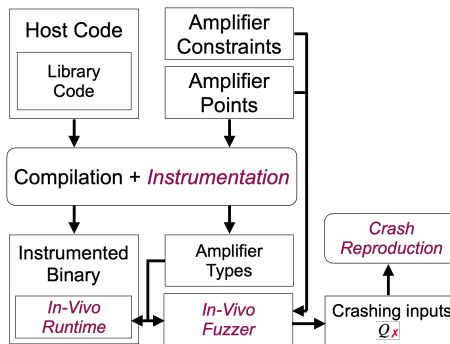 Host Code
Library
Code
Amplifier
Constraints
Amplifier
Points
Compilation + Instrumentation
Instrumented
Binary
In-Vivo
Runtime
Amplifier
Types
In-Vivo
Fuzzer
Crash
Reproduction
Crashing inputs
Q✗